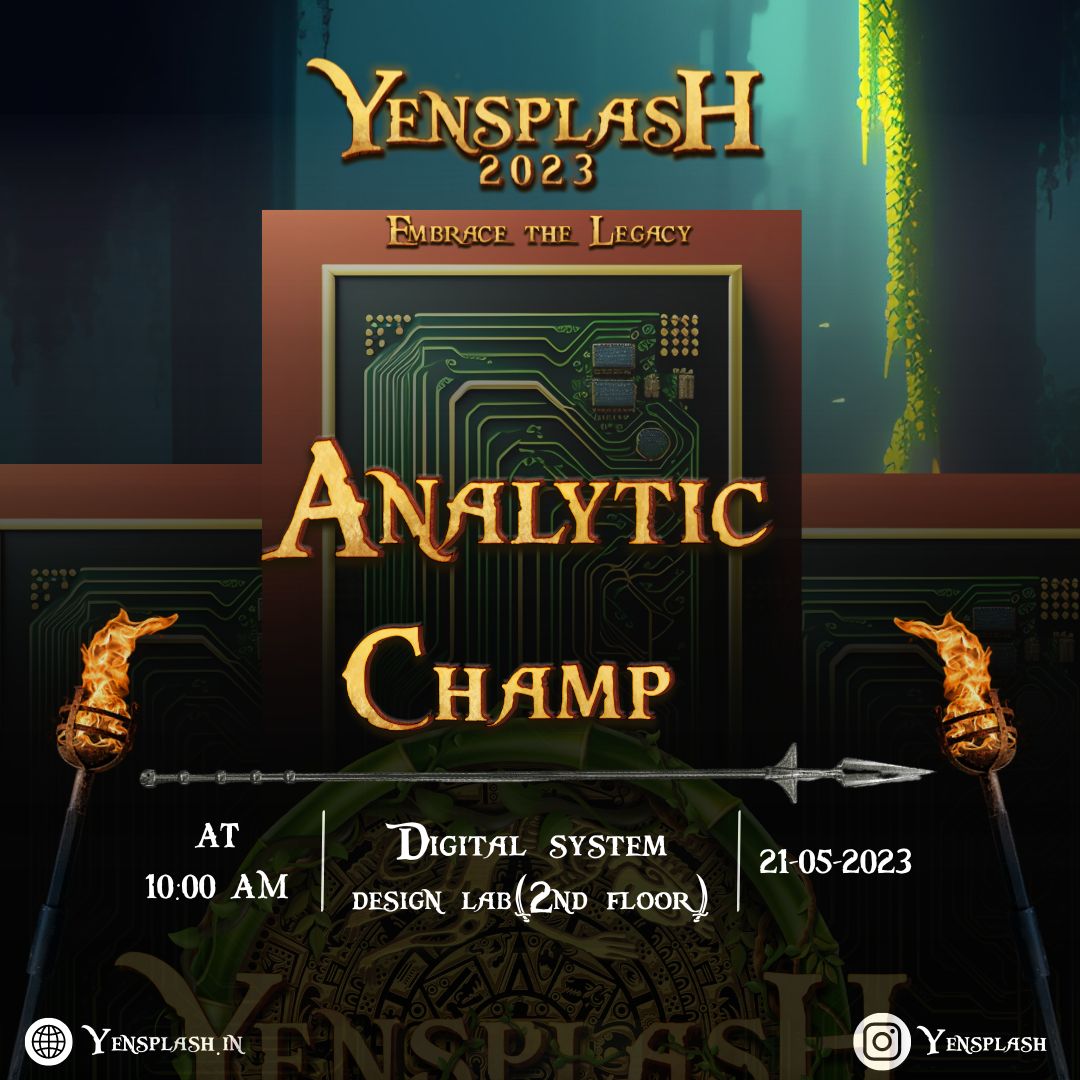 YENSPLASH
2023
EMBRACE THE LEGACY
ANALYTIC
CHAMP
AT
10:00 AM
DIGITAL SYSTEM
DESIGN LAB(2ND FLOOR)
21-05-2023
YENSPLASH
YENSPLASH.IN
YENSPLASH